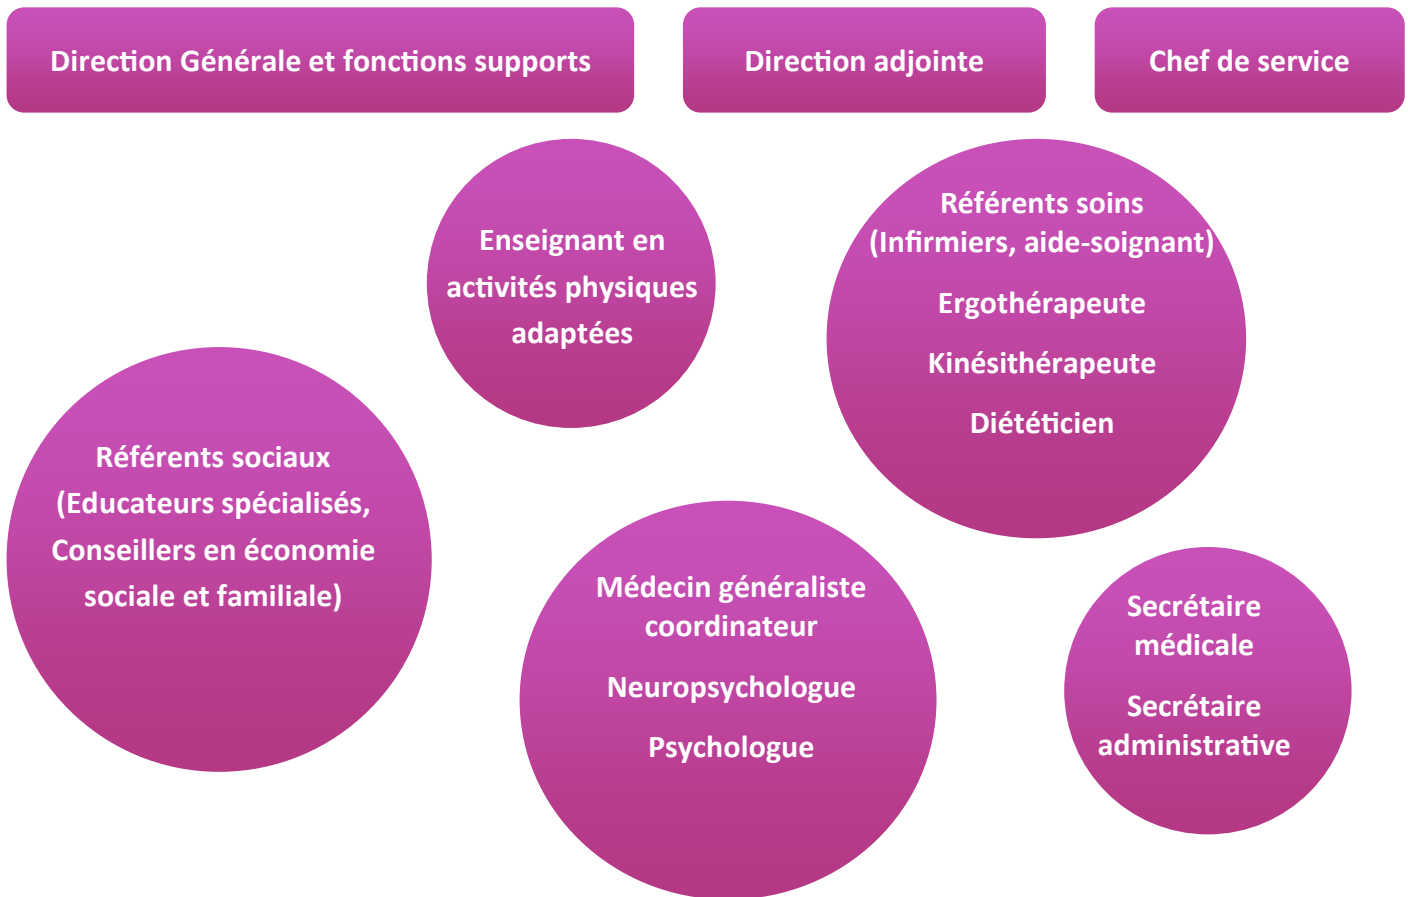 Direction Générale et fonctions supports
Direction adjointe
Chef de service
Enseignant en
activités physiques
adaptées
Référents soins
(Infirmiers, aide-soignant)
Ergothérapeute
Kinésithérapeute
Diététicien
Référents sociaux
(Educateurs spécialisés,
Conseillers en économie
sociale et familiale)
Médecin généraliste
coordinateur
Neuropsychologue
Psychologue
Secrétaire
médicale
Secrétaire
administrative